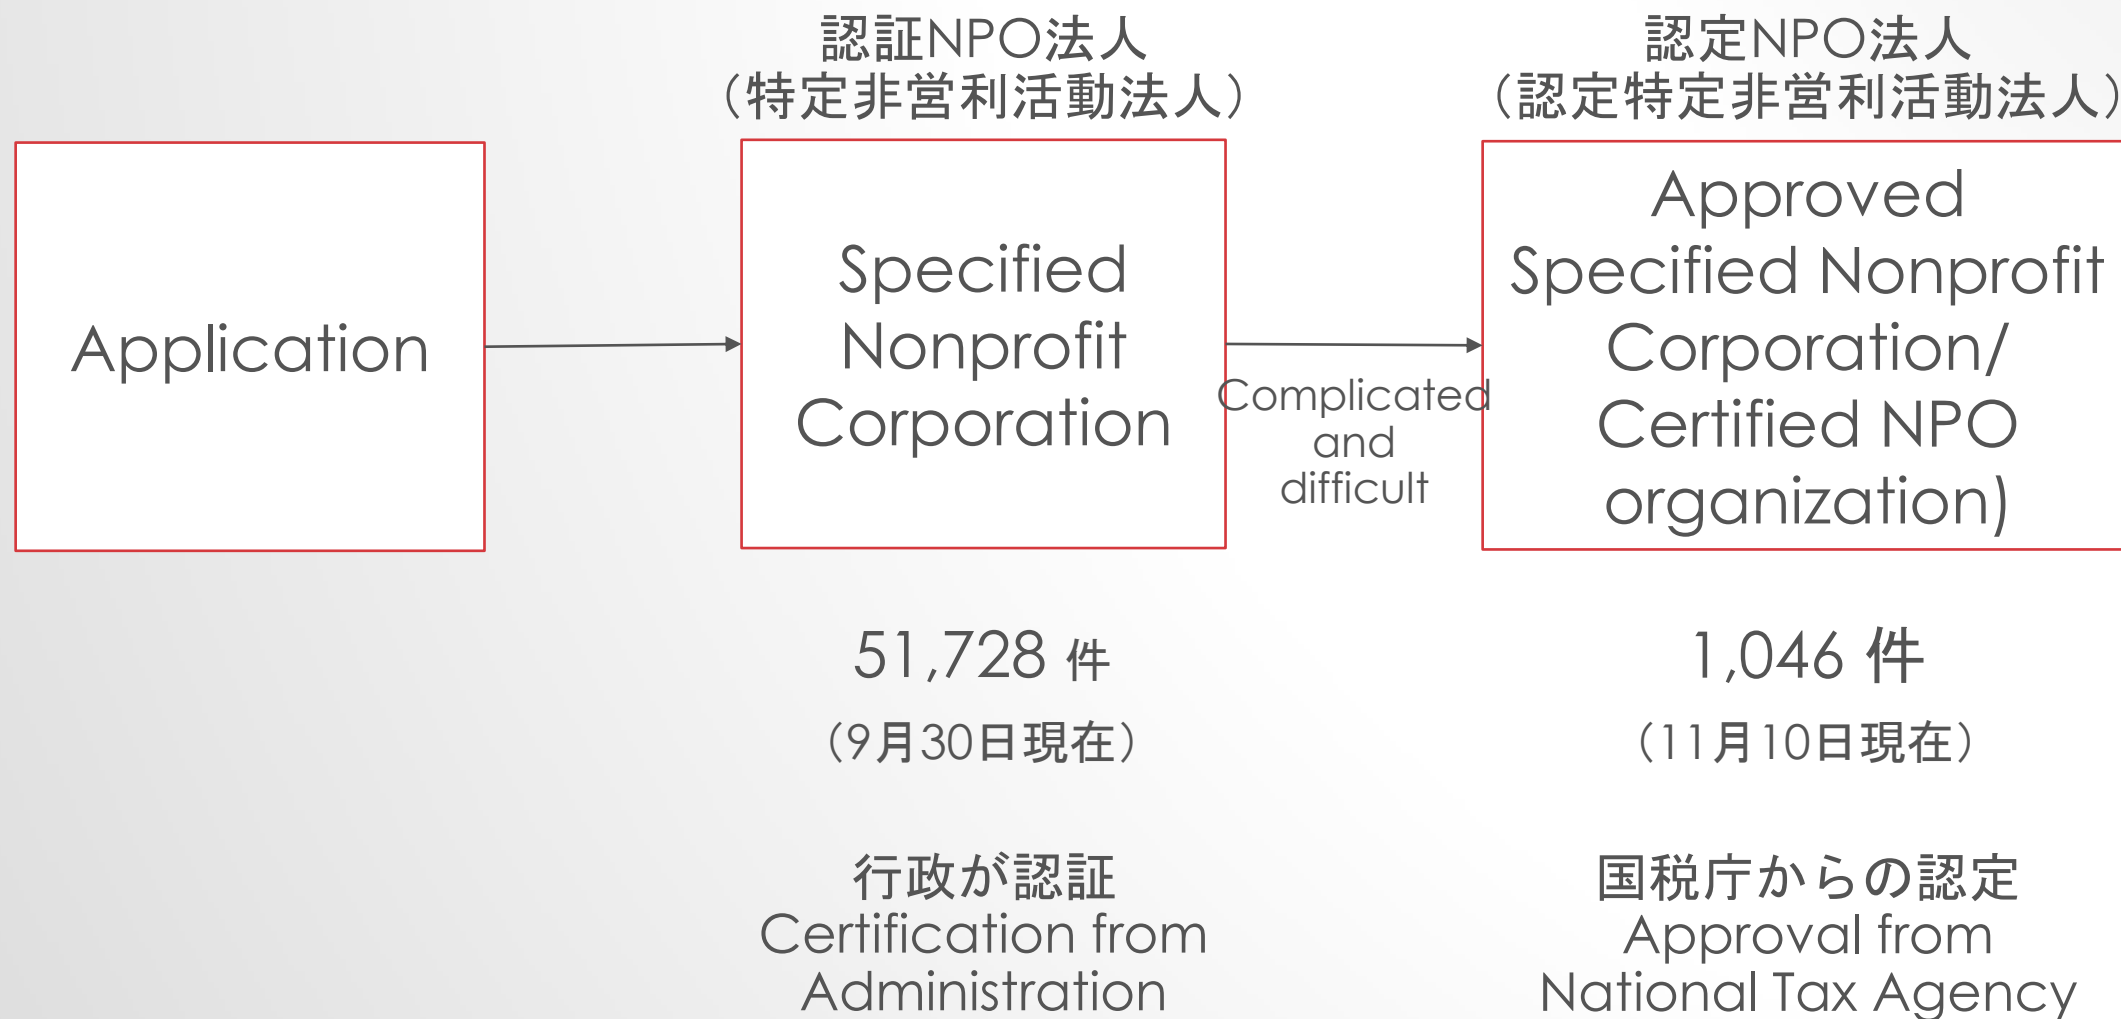 認証NPO法人
（特定非営利活動法人）
認定NPO法人
（認定特定非営利活動法人）
Application
Specified
Nonprofit
Corporation
Complicated
and
difficult
Approved
Specified Nonprofit
Corporation/
Certified NPO
organization)
51,728 件
（9月30日現在）
1,046 件
（11月10日現在）
行政が認証
Certification from
Administration
国税庁からの認定
Approval from
National Tax Agency